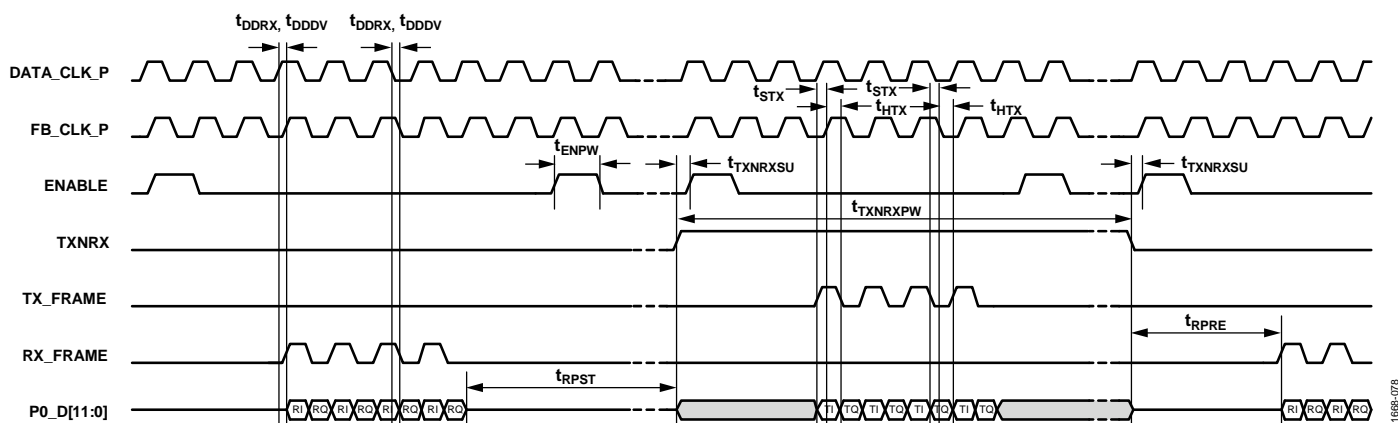 tDDRX, tDDDV tDDRX, tDDDV
DATA_CLK_P
tSTX tSTX
tHTX tHTX
FB_CLK_P
tENPW
tTXNRXSU tTXNRXSU
ENABLE
tTXNRXPW
TXNRX
TX_FRAME
tRPRE
RX_FRAME
tRPST
P0_D[11:0] RI RQ RI RQ RI RQ RI RQ TI TQ TI TQ TI TQ TI TQ RI RQ RI RQ
1668-078